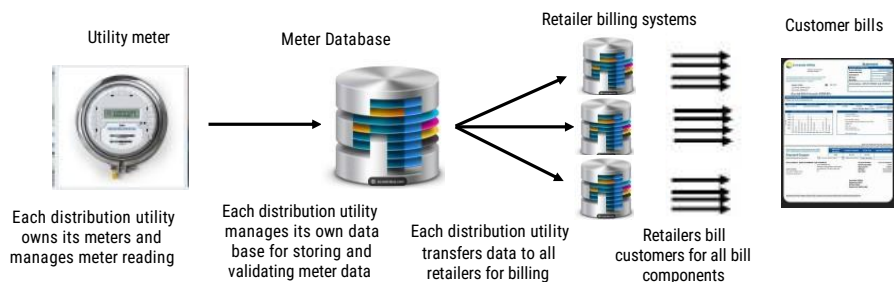 Utility meter
Meter Database
Retailer billing systems
Customer bills
Each distribution utility
owns its meters and
manages meter reading
Each distribution utility
manages its own data
base for storing and
validating meter data
Each distribution utility
transfers data to all
retailers for billing
Retailers bill
customers for all bill
components